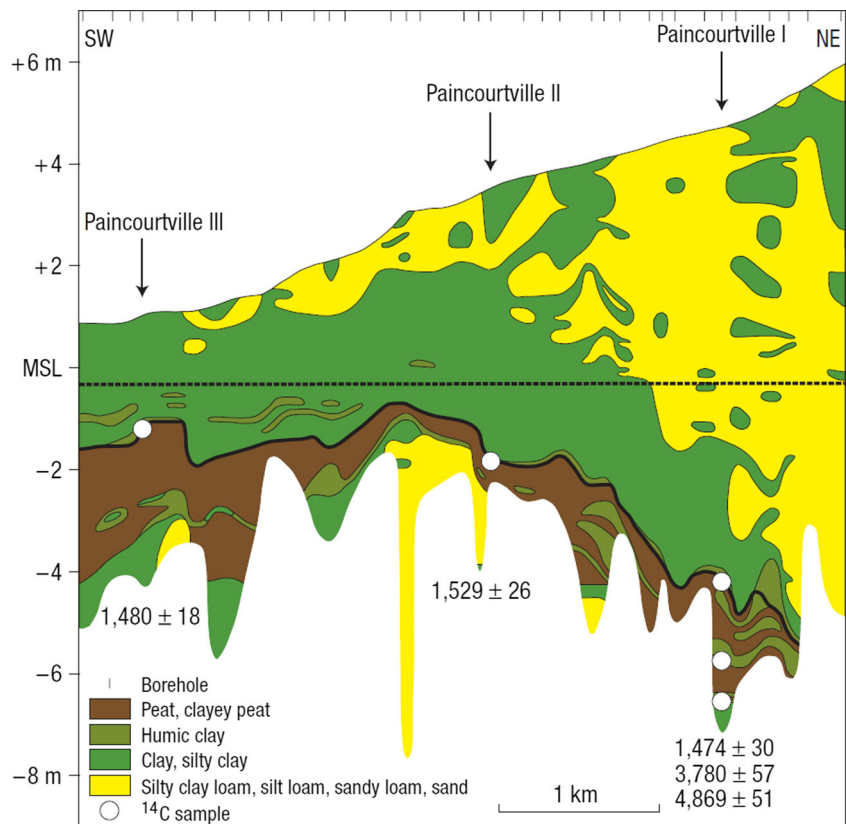 SW
Paincourtville I
NE
+6 m
Paincourtville II
+4
Paincourtville III
+2
MSL
−2
−4
1,529 ± 26
1,480 ± 18
−6
Borehole
Peat, clayey peat
Humic clay
Clay, silty clay
−8 m
Silty clay loam, silt loam, sandy loam, sand
¹⁴C sample
1 km
1,474 ± 30
3,780 ± 57
4,869 ± 51